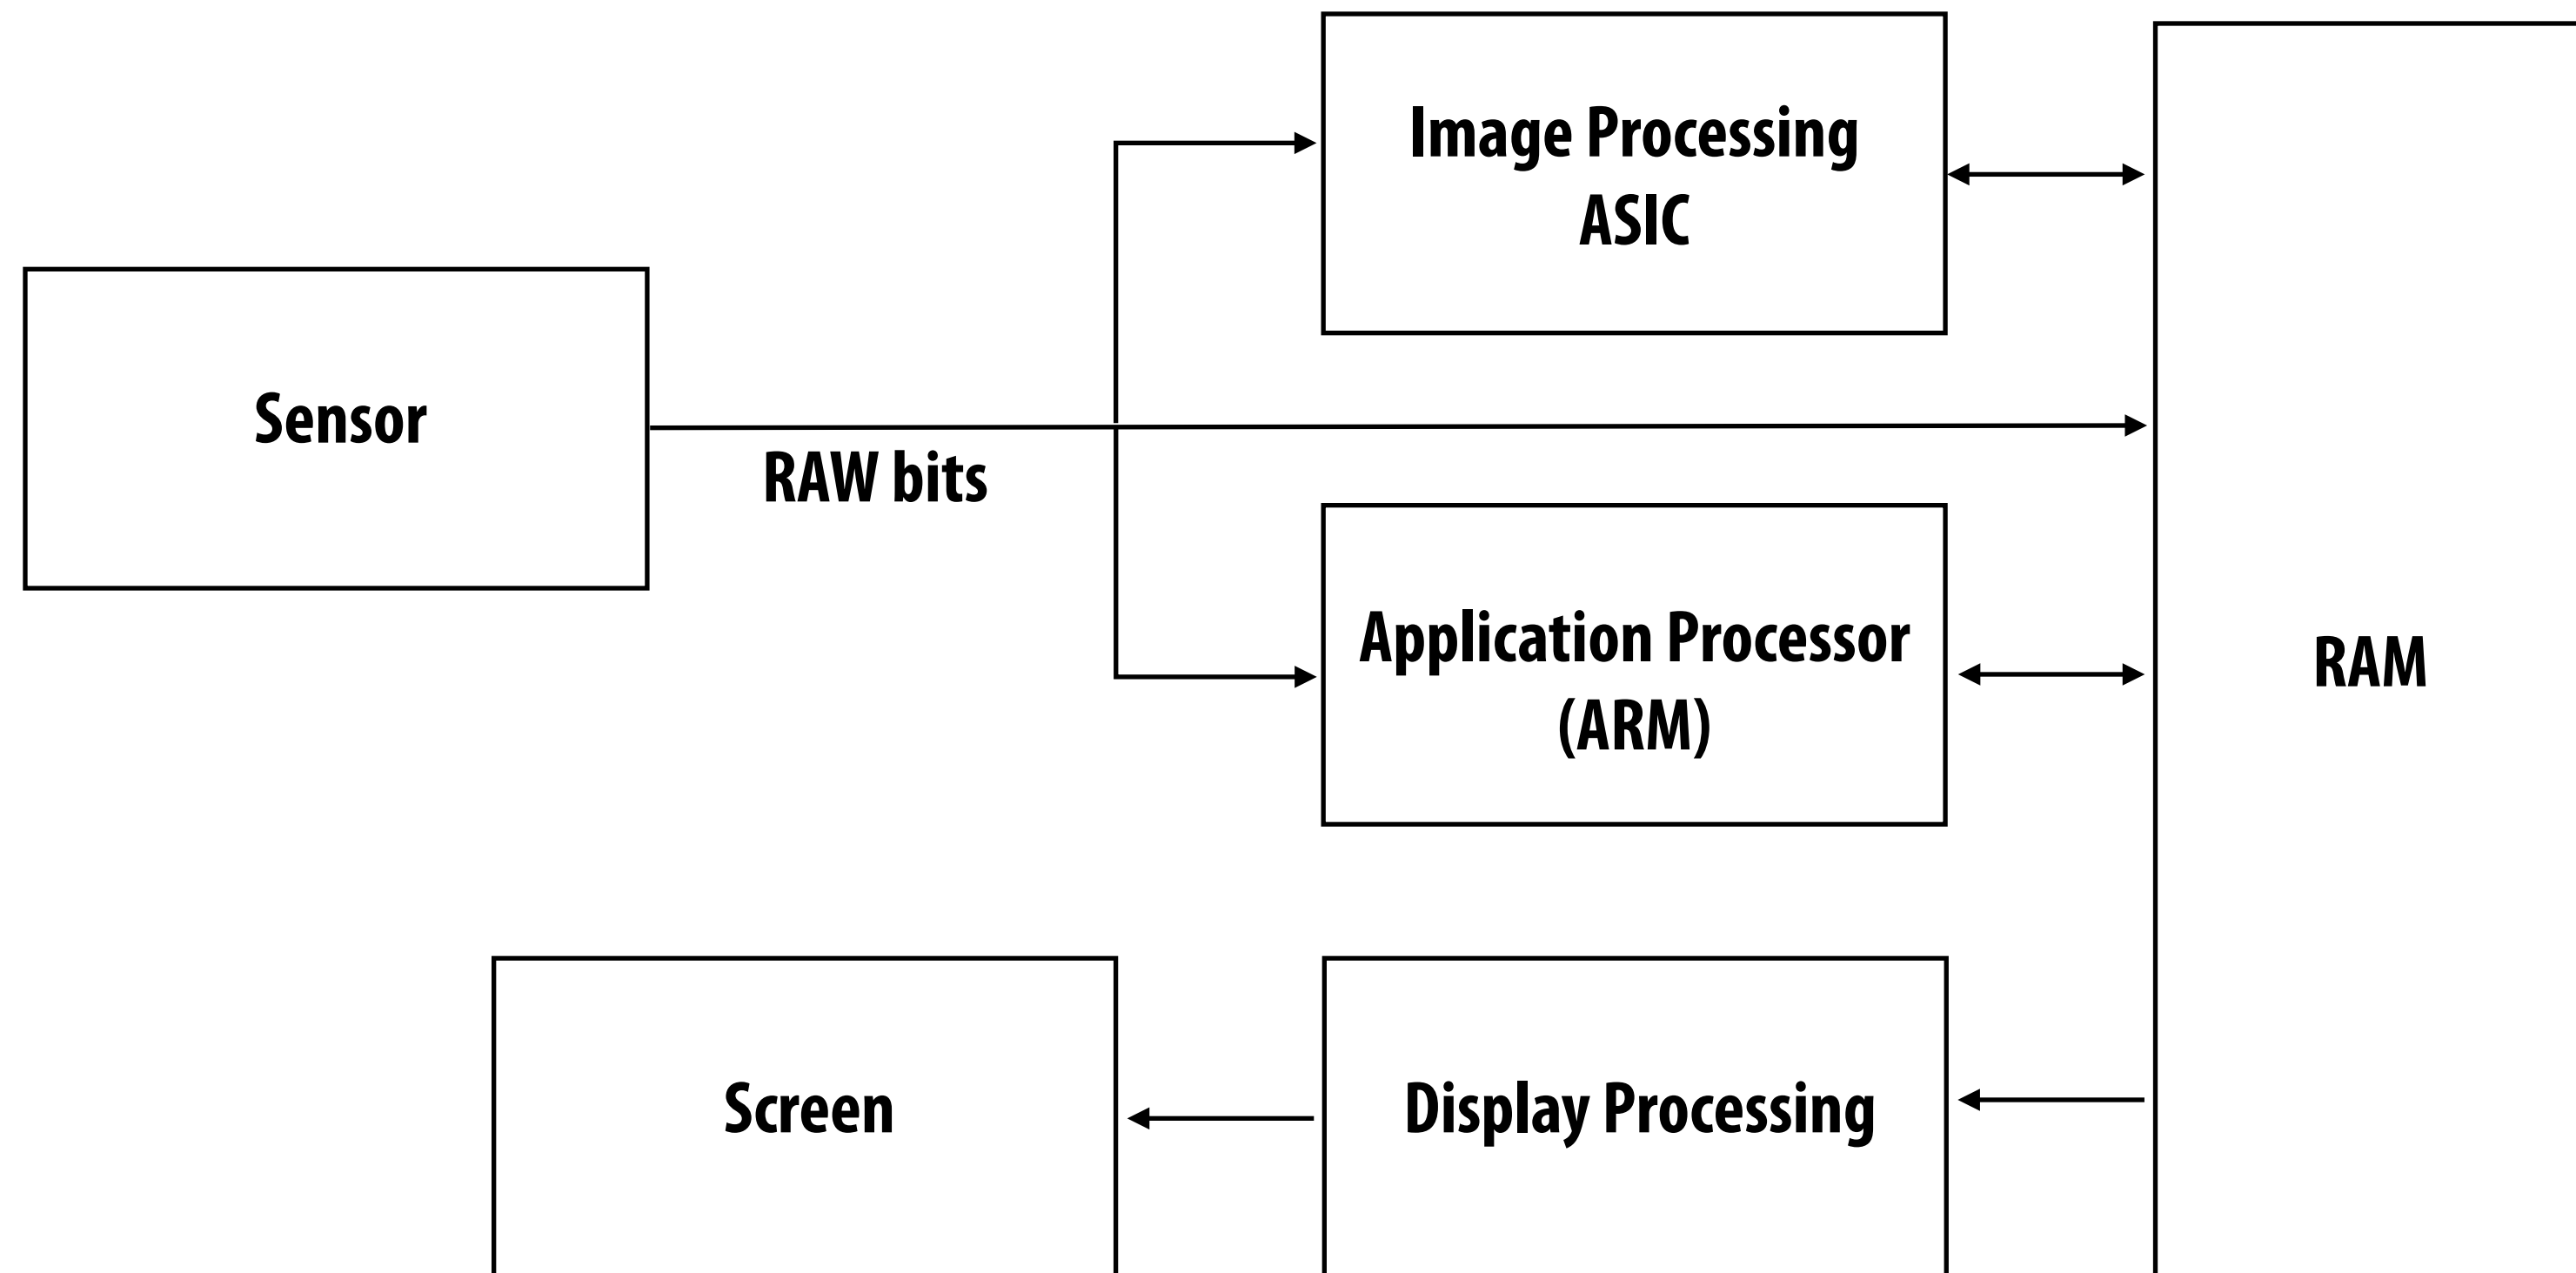 Image Processing
ASIC
Sensor
RAW bits
Application Processor
(ARM)
RAM
Screen
Display Processing